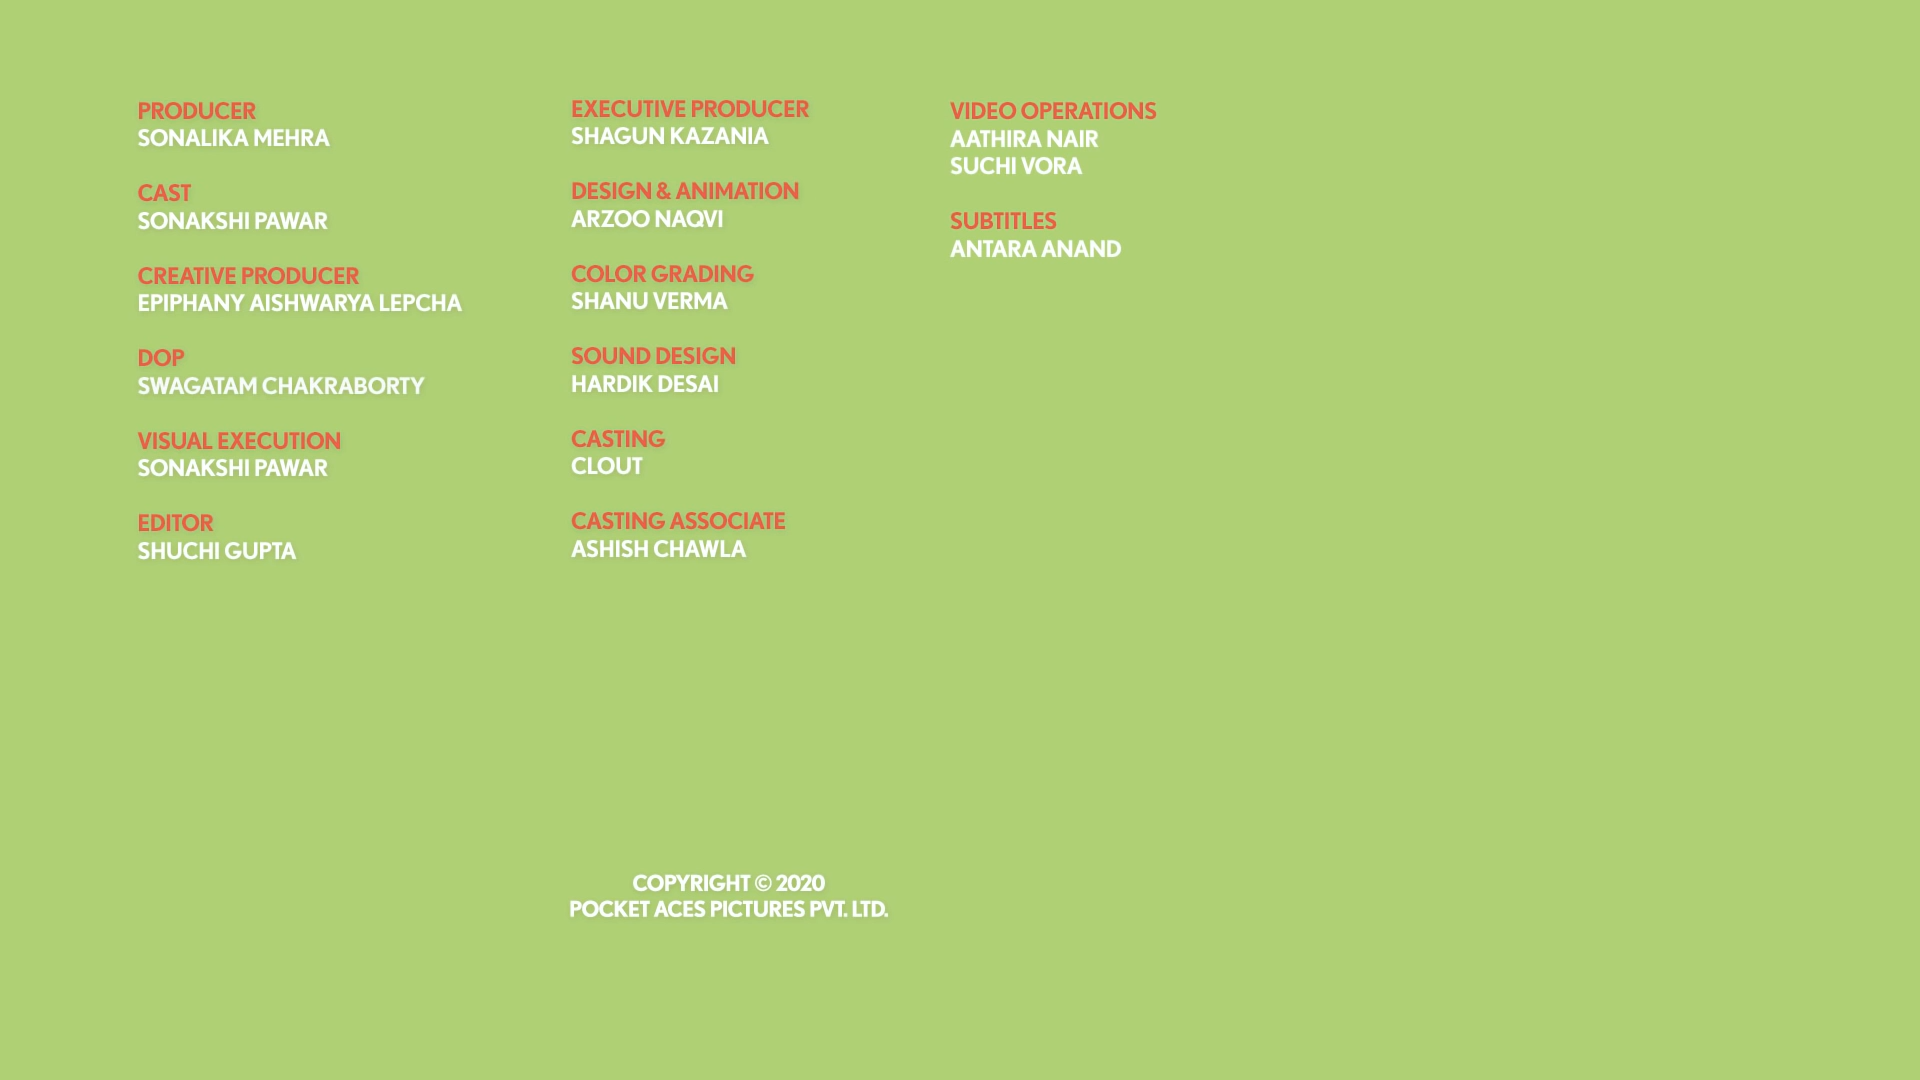 PRODUCER
SONALIKA MEHRA
CAST
SONAKSHI PAWAR
CREATIVE PRODUCER
EPIPHANY AISHWARYA LEPCHA
DOP
SWAGATAM CHAKRABORTY
VISUAL EXECUTION
SONAKSHI PAWAR
EDITOR
SHUCHI GUPTA
EXECUTIVE PRODUCER
SHAGUN KAZANIA
DESIGN & ANIMATION
ARZOO NAQVI
COLOR GRADING
SHANU VERMA
SOUND DESIGN
HARDIK DESAI
CASTING
CLOUT
CASTING ASSOCIATE
ASHISH CHAWLA
VIDEO OPERATIONS
AATHIRA NAIR
SUCHI VORA
SUBTITLES
ANTARA ANAND
COPYRIGHT © 2020
POCKET ACES PICTURES PVT. LTD.